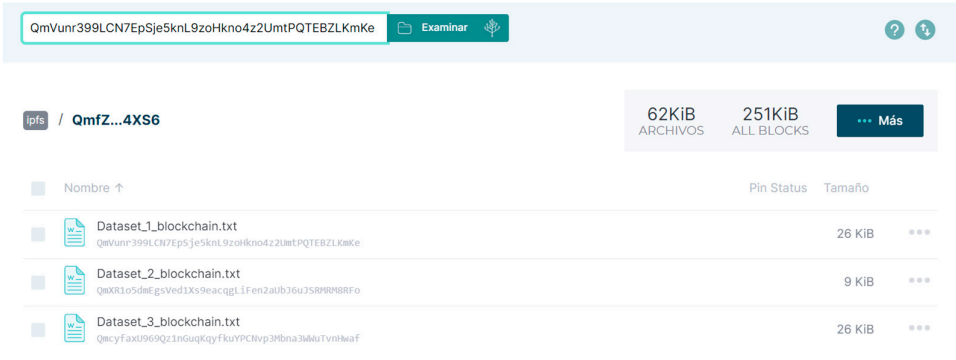 QmVunr399LCN7EpSje5knL9zoHkno4z2UmtPQTEBZLKmKe Examinar
ipfs / QmfZ...4XS6
62KiB 251KiB ••• Más
ARCHIVOS ALL BLOCKS
Nombre ↑ Pin Status Tamaño
Dataset_1_blockchain.txt 26 KiB
QmVunr399LCN7EpSje5knL9zoHkno4z2UmtPQTEBZLKmKe
Dataset_2_blockchain.txt 9 KiB
QmXR1o5dmEgsVed1Xs9eacqgLiFen2aUbJ6uJSRMRM8RFo
Dataset_3_blockchain.txt 26 KiB
QmcyfaxU969Qz1nGuqKqyfkuYPCNvp3Mbna3WWuTvnHwaf